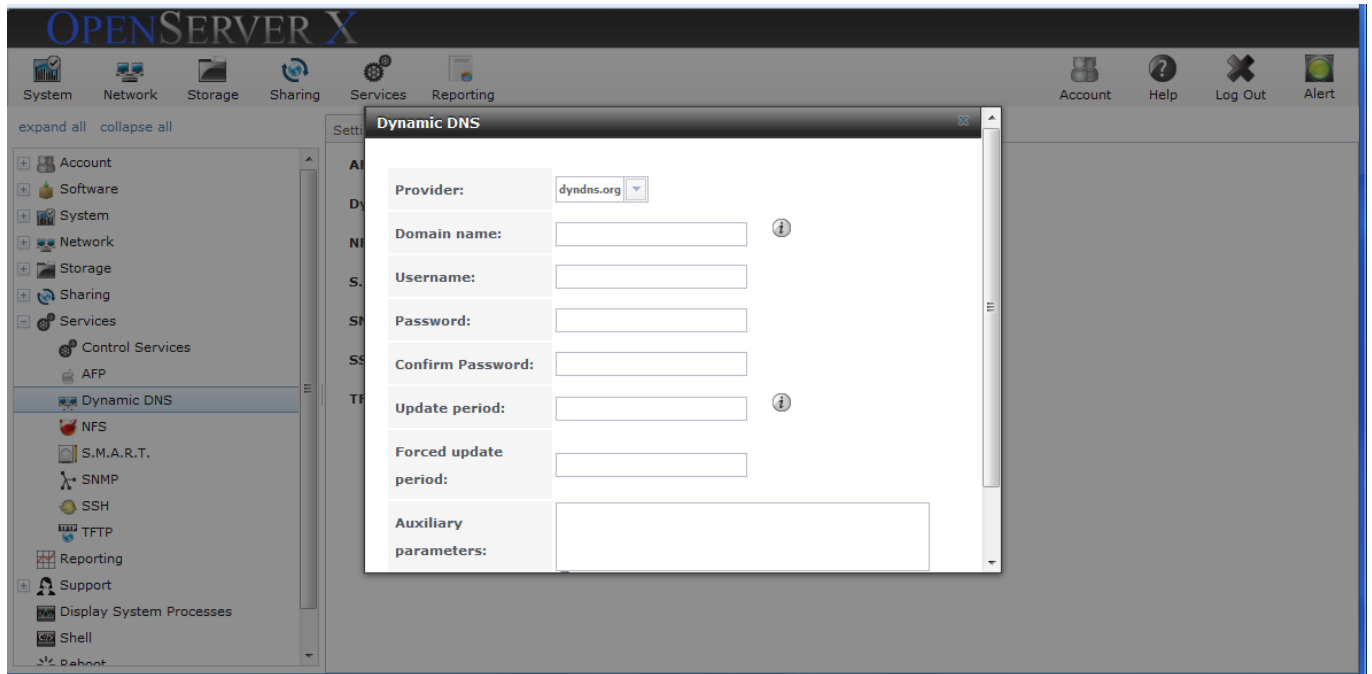 OPENSERVER X
System Network Storage Sharing Services Reporting Account Help Log Out Alert
expand all collapse all
Setti
Dynamic DNS
Account
Software
System
Network
Storage
Sharing
Services
Control Services
AFP
Dynamic DNS
NFS
S.M.A.R.T.
SNMP
SSH
TFTP
Reporting
Support
Display System Processes
Shell
Reboot
Provider: dyndns.org
Domain name:
Username:
Password:
Confirm Password:
Update period:
Forced update
period:
Auxiliary
parameters: